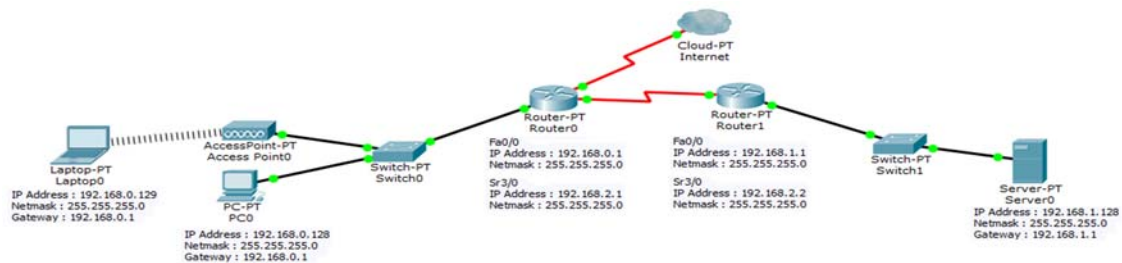 Cloud-PT
Internet
Router-PT
Router0
Fa0/0
IP Address : 192.168.0.1
Netmask : 255.255.255.0
Sr3/0
IP Address : 192.168.2.1
Netmask : 255.255.255.0
Router-PT
Router1
Fa0/0
IP Address : 192.168.1.1
Netmask : 255.255.255.0
Sr3/0
IP Address : 192.168.2.2
Netmask : 255.255.255.0
AccessPoint-PT
Access Point0
Switch-PT
Switch0
Laptop-PT
Laptop0
IP Address : 192.168.0.129
Netmask : 255.255.255.0
Gateway : 192.168.0.1
PC-PT
PC0
IP Address : 192.168.0.128
Netmask : 255.255.255.0
Gateway : 192.168.0.1
Switch-PT
Switch1
Server-PT
Server0
IP Address : 192.168.1.128
Netmask : 255.255.255.0
Gateway : 192.168.1.1